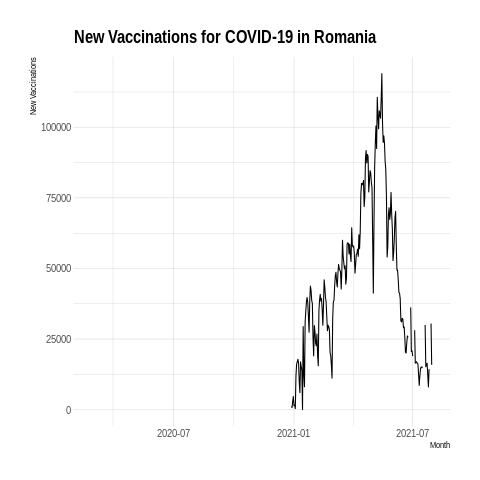 New Vaccinations for COVID-19 in Romania
New Vaccinations
100000
75000
50000
25000
0
2020-07
2021-01
2021-07
Month